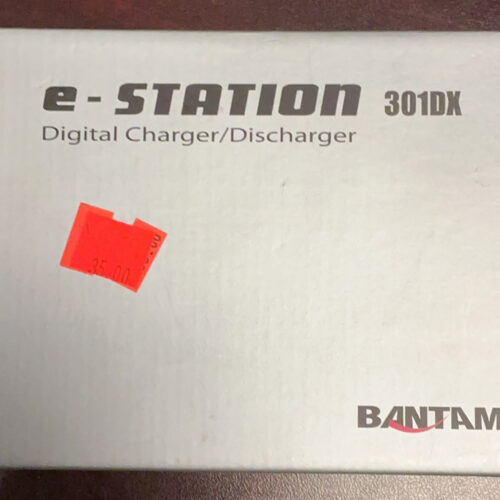 e-STATION 301DX
Digital Charger/Discharger
35.00
BANTAM